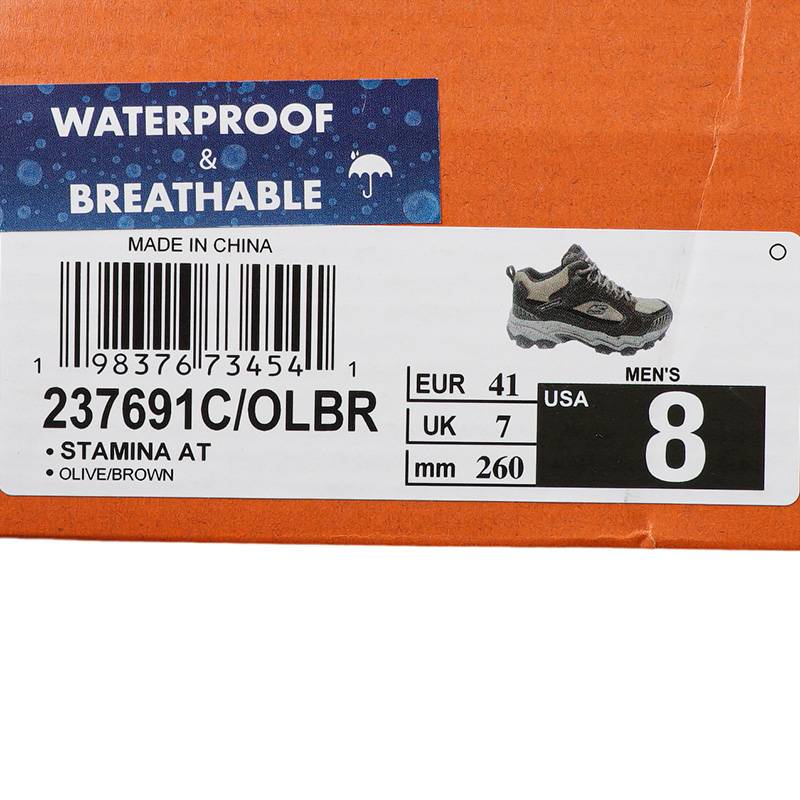 WATERPROOF
&
BREATHABLE
MADE IN CHINA
1 98376 73454 1
237691C/OLBR
• STAMINA AT
• OLIVE/BROWN
EUR 41
UK 7
mm 260
MEN'S
USA 8